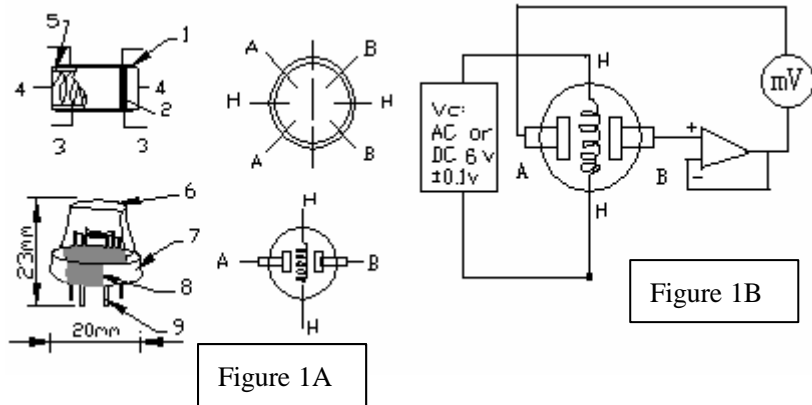 5
1
4
4
2
3
3
A
B
H
H
A
B
6
7
8
9
23mm
20mm
A
B
H
H
Figure 1A
H
Vc:
AC or
DC 6 v
±0.1v
A
B
H
+
-
mV
Figure 1B